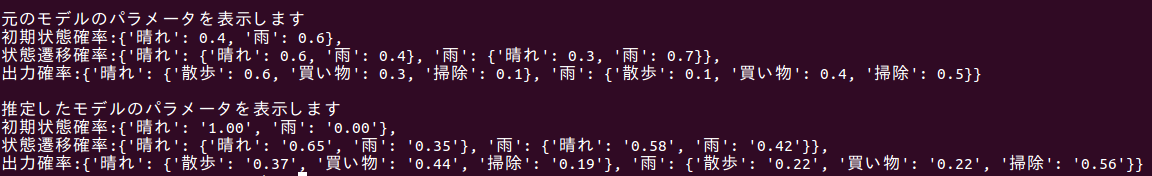 元のモデルのパラメータを表示します
初期状態確率:{'晴れ': 0.4, '雨': 0.6},
状態遷移確率:{'晴れ': {'晴れ': 0.6, '雨': 0.4}, '雨': {'晴れ': 0.3, '雨': 0.7}},
出力確率:{'晴れ': {'散歩': 0.6, '買い物': 0.3, '掃除': 0.1}, '雨': {'散歩': 0.1, '買い物': 0.4, '掃除': 0.5}}
推定したモデルのパラメータを表示します
初期状態確率:{'晴れ': '1.00', '雨': '0.00'},
状態遷移確率:{'晴れ': {'晴れ': '0.65', '雨': '0.35'}, '雨': {'晴れ': '0.58', '雨': '0.42'}},
出力確率:{'晴れ': {'散歩': '0.37', '買い物': '0.44', '掃除': '0.19'}, '雨': {'散歩': '0.22', '買い物': '0.22', '掃除': '0.56'}}